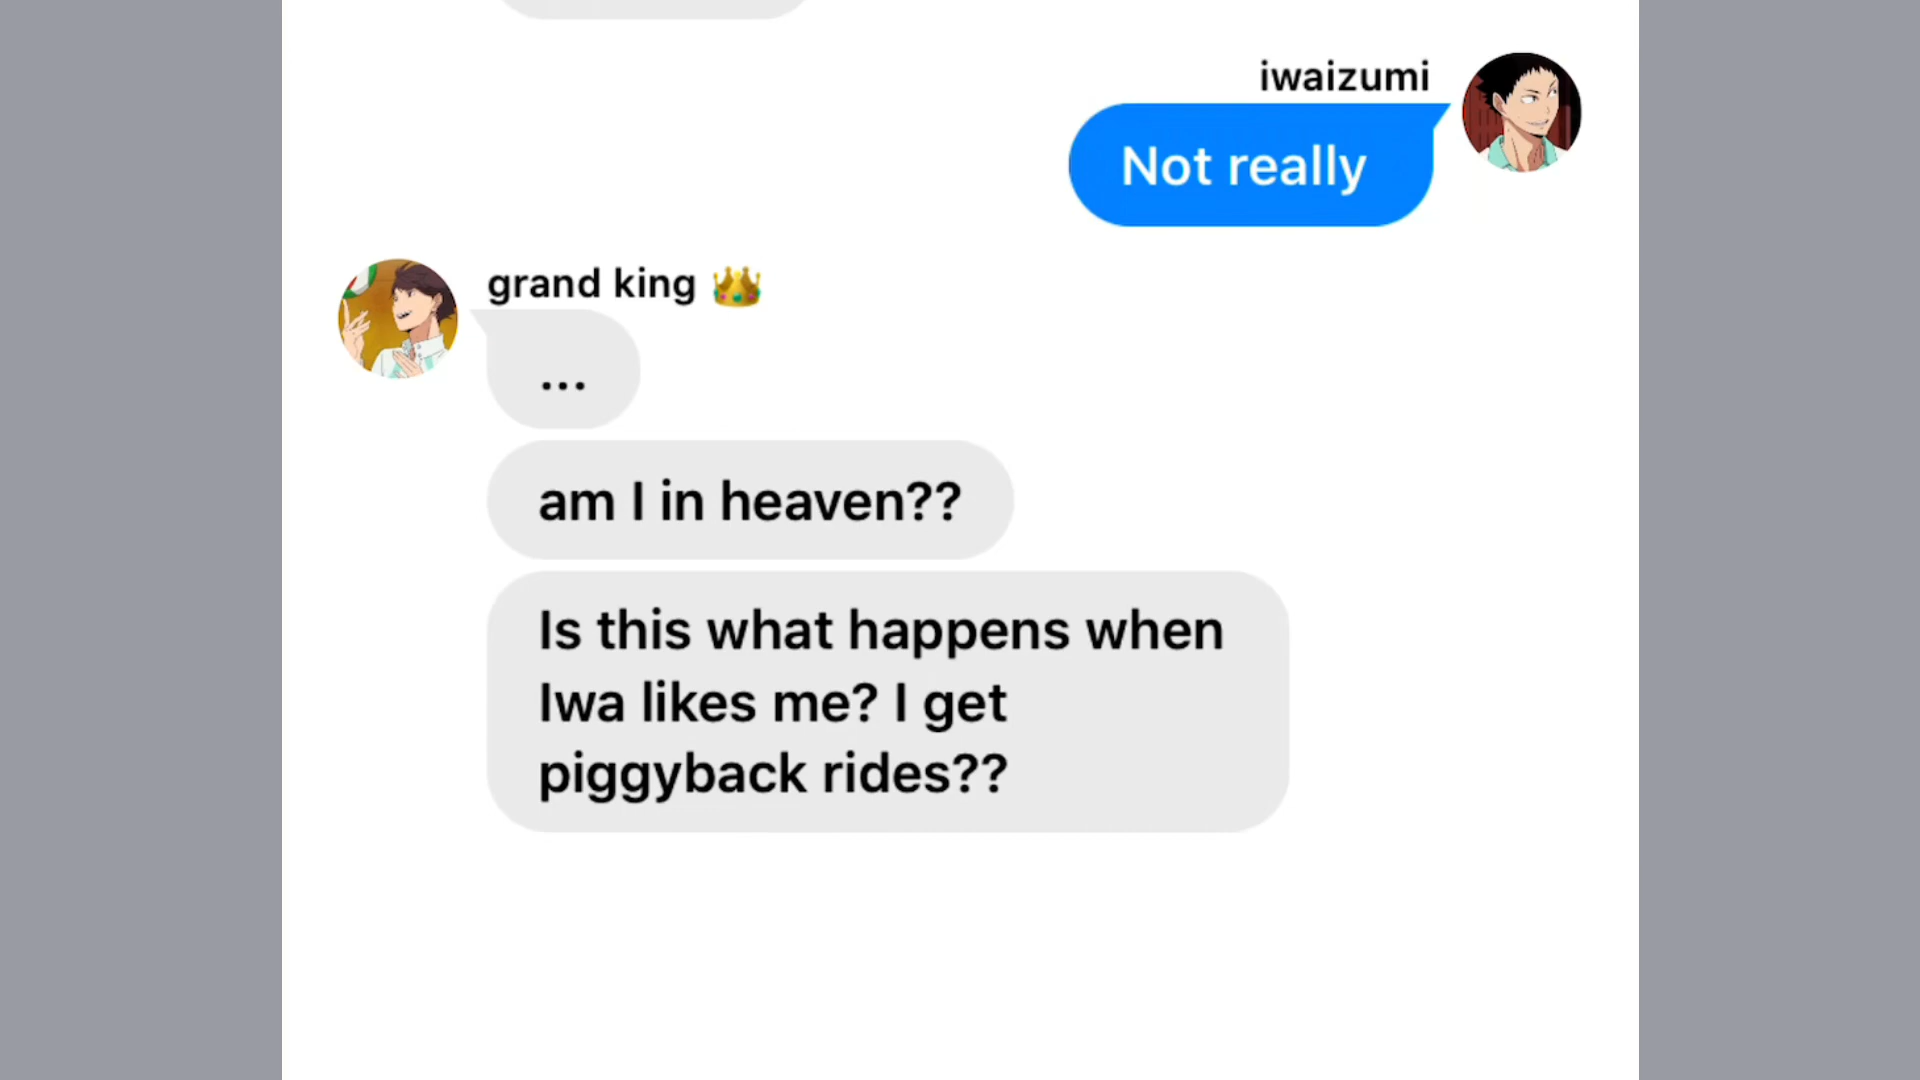 iwaizumi
Not really
grand king 👑
...
am I in heaven??
Is this what happens when
Iwa likes me? I get
piggyback rides??